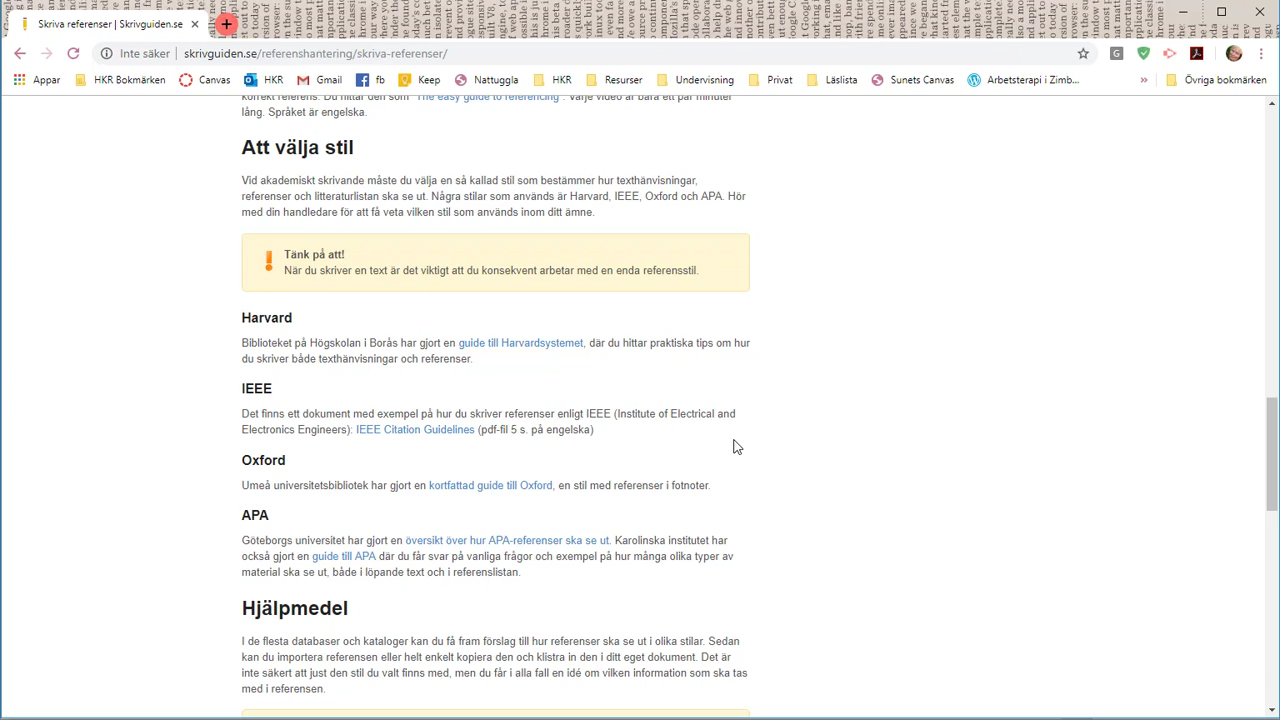 Skriva referenser | Skrivguiden.se
Inte säker | skrivguiden.se/referenshantering/skriva-referenser/
Appar HKR Bokmärken Canvas HKR Gmail fb Keep Nattuggla HKR Resurser Undervisning Privat Läslista Sunets Canvas Arbetsterapi i Zimb... » Övriga bokmärken
korrekt referens. Du hittar den som "The easy guide to referencing". Varje video är bara ett par minuter
lång. Språket är engelska.
Att välja stil
Vid akademiskt skrivande måste du välja en så kallad stil som bestämmer hur texthänvisningar,
referenser och litteraturlistan ska se ut. Några stilar som används är Harvard, IEEE, Oxford och APA. Hör
med din handledare för att få veta vilken stil som används inom ditt ämne.
Tänk på att!
När du skriver en text är det viktigt att du konsekvent arbetar med en enda referensstil.
Harvard
Biblioteket på Högskolan i Borås har gjort en guide till Harvardsystemet, där du hittar praktiska tips om hur
du skriver både texthänvisningar och referenser.
IEEE
Det finns ett dokument med exempel på hur du skriver referenser enligt IEEE (Institute of Electrical and
Electronics Engineers): IEEE Citation Guidelines (pdf-fil 5 s. på engelska)
Oxford
Umeå universitetsbibliotek har gjort en kortfattad guide till Oxford, en stil med referenser i fotnoter.
APA
Göteborgs universitet har gjort en översikt över hur APA-referenser ska se ut. Karolinska institutet har
också gjort en guide till APA där du får svar på vanliga frågor och exempel på hur många olika typer av
material ska se ut, både i löpande text och i referenslistan.
Hjälpmedel
I de flesta databaser och kataloger kan du få fram förslag till hur referenser ska se ut i olika stilar. Sedan
kan du importera referensen eller helt enkelt kopiera den och klistra in den i ditt eget dokument. Det är
inte säkert att just den stil du valt finns med, men du får i alla fall en idé om vilken information som ska tas
med i referensen.